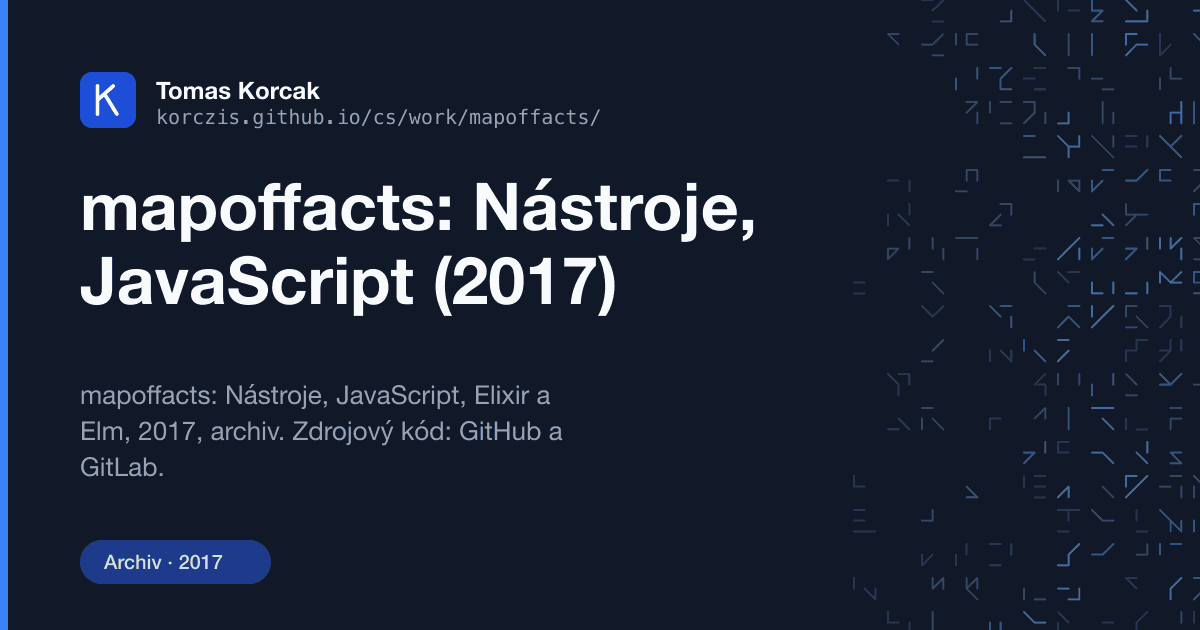 K
Tomas Korcak
korczis.github.io/cs/work/mapoffacts/
mapoffacts: Nástroje,
JavaScript (2017)
mapoffacts: Nástroje, JavaScript, Elixir a
Elm, 2017, archiv. Zdrojový kód: GitHub a
GitLab.
Archiv · 2017